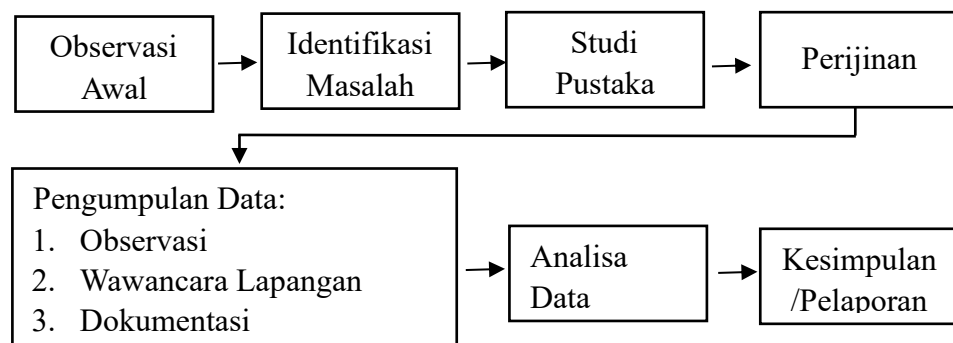 Observasi
Awal
Identifikasi
Masalah
Studi
Pustaka
Perijinan
Pengumpulan Data:
1. Observasi
2. Wawancara Lapangan
3. Dokumentasi
Analisa
Data
Kesimpulan
/Pelaporan